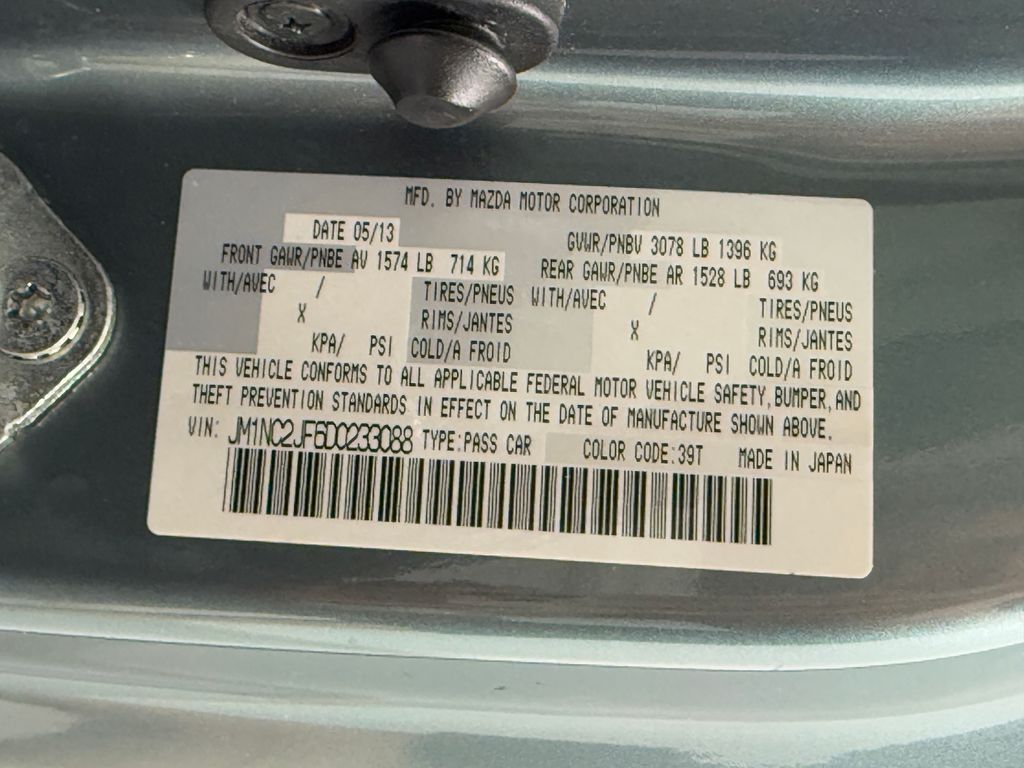 MFD. BY MAZDA MOTOR CORPORATION
DATE 05/13 GVWR/PNBV 3078 LB 1396 KG
FRONT GAWR/PNBE AV 1574 LB 714 KG REAR GAWR/PNBE AR 1528 LB 693 KG
WITH/AVEC / TIRES/PNEUS WITH/AVEC / TIRES/PNEUS
X RIMS/JANTES X RIMS/JANTES
KPA/ PSI COLD/A FROID KPA/ PSI COLD/A FROID
THIS VEHICLE CONFORMS TO ALL APPLICABLE FEDERAL MOTOR VEHICLE SAFETY, BUMPER, AND
THEFT PREVENTION STANDARDS IN EFFECT ON THE DATE OF MANUFACTURE SHOWN ABOVE.
VIN: JM1NC2JF6D0233088 TYPE:PASS CAR COLOR CODE:39T MADE IN JAPAN